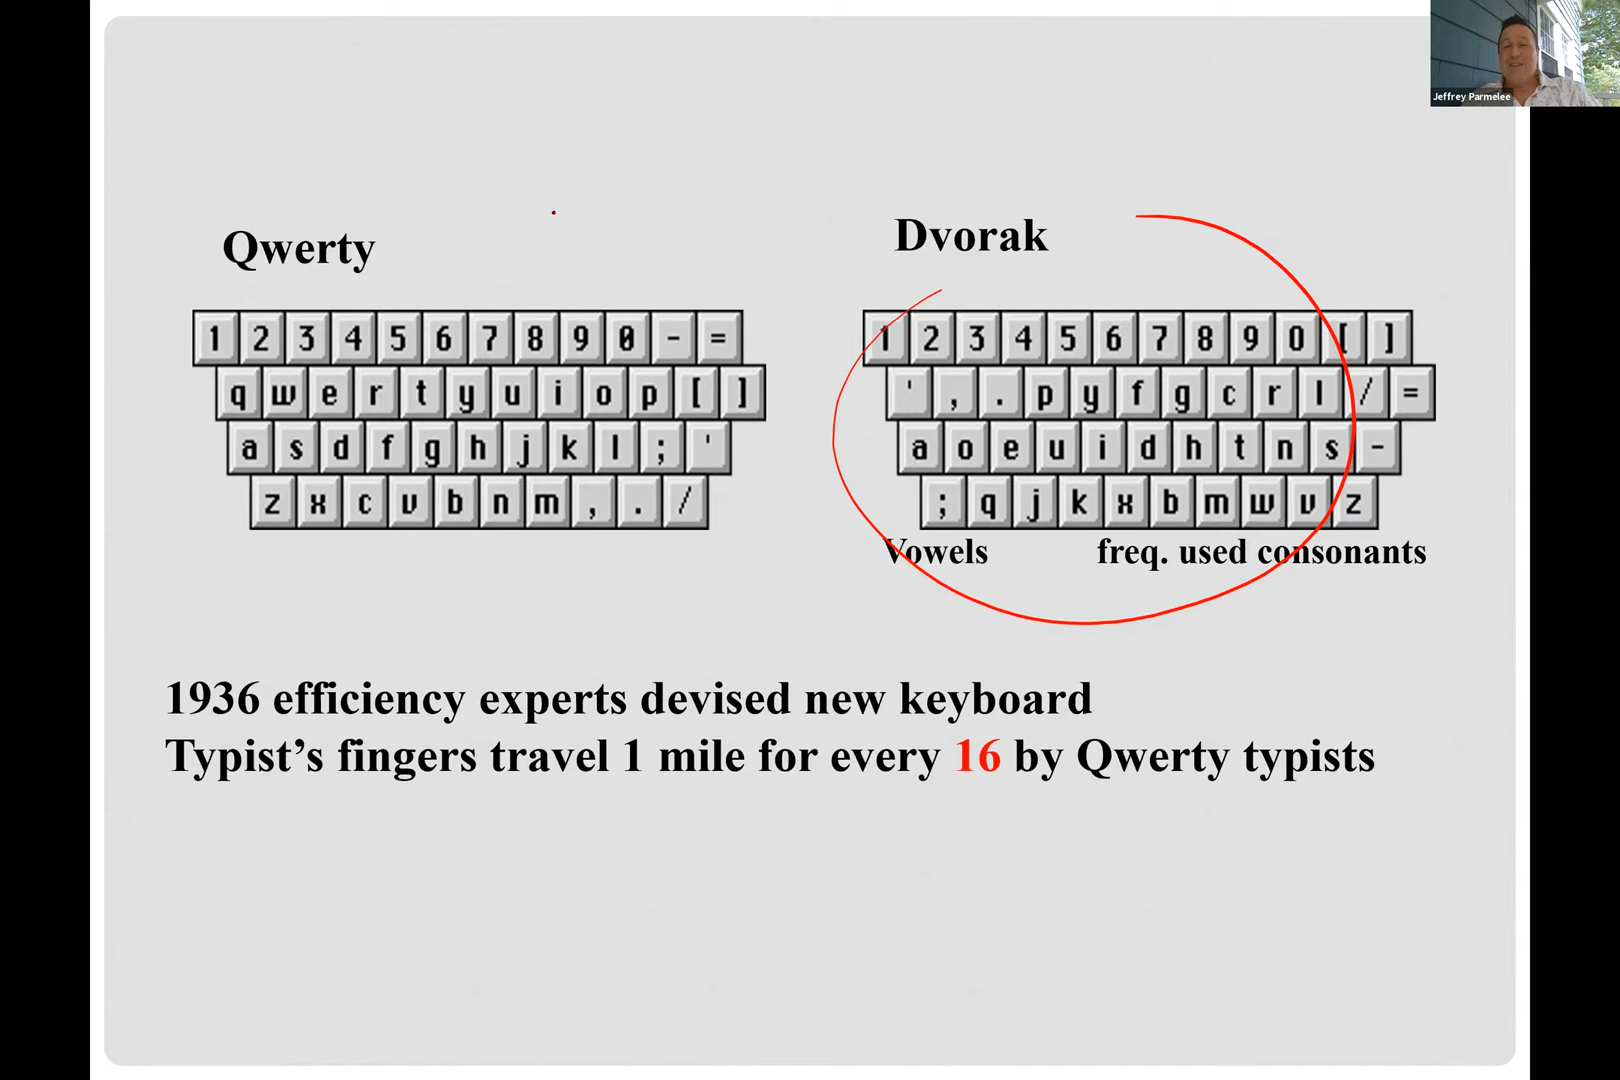 Jeffrey Parmelee
Qwerty
Dvorak
1 2 3 4 5 6 7 8 9 0 - =
q w e r t y u i o p [ ]
a s d f g h j k l ; '
z x c v b n m , . /
1 2 3 4 5 6 7 8 9 0 [ ]
' , . p y f g c r l / =
a o e u i d h t n s -
; q j k x b m w v z
Vowels
freq. used consonants
1936 efficiency experts devised new keyboard
Typist’s fingers travel 1 mile for every 16 by Qwerty typists